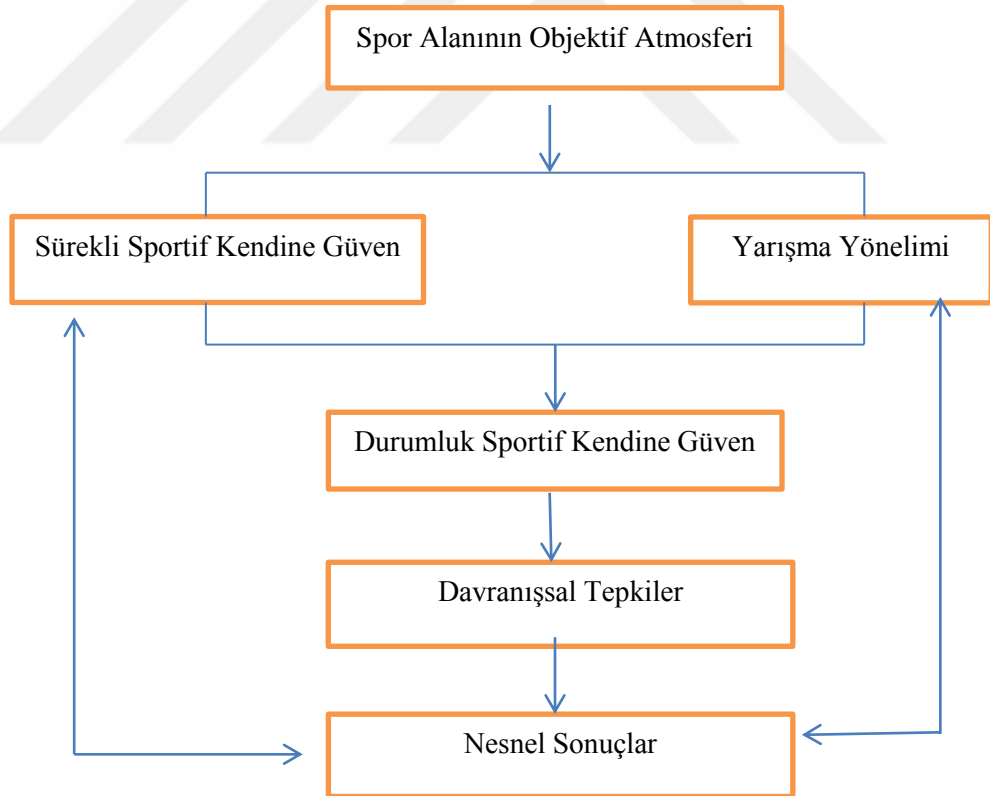 Spor Alanının Objektif Atmosferi
Sürekli Sportif Kendine Güven
Yarışma Yönelimi
Durumluk Sportif Kendine Güven
Davranışsal Tepkiler
Nesnel Sonuçlar